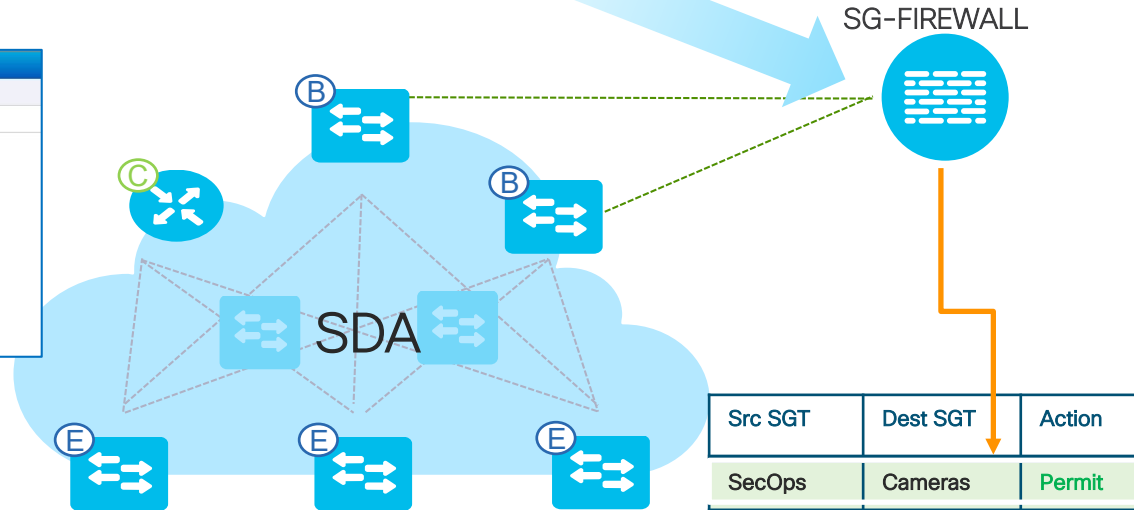 SG-FIREWALL
B
C
B
SDA
E
E
E
Src SGT Dest SGT Action
SecOps Cameras Permit